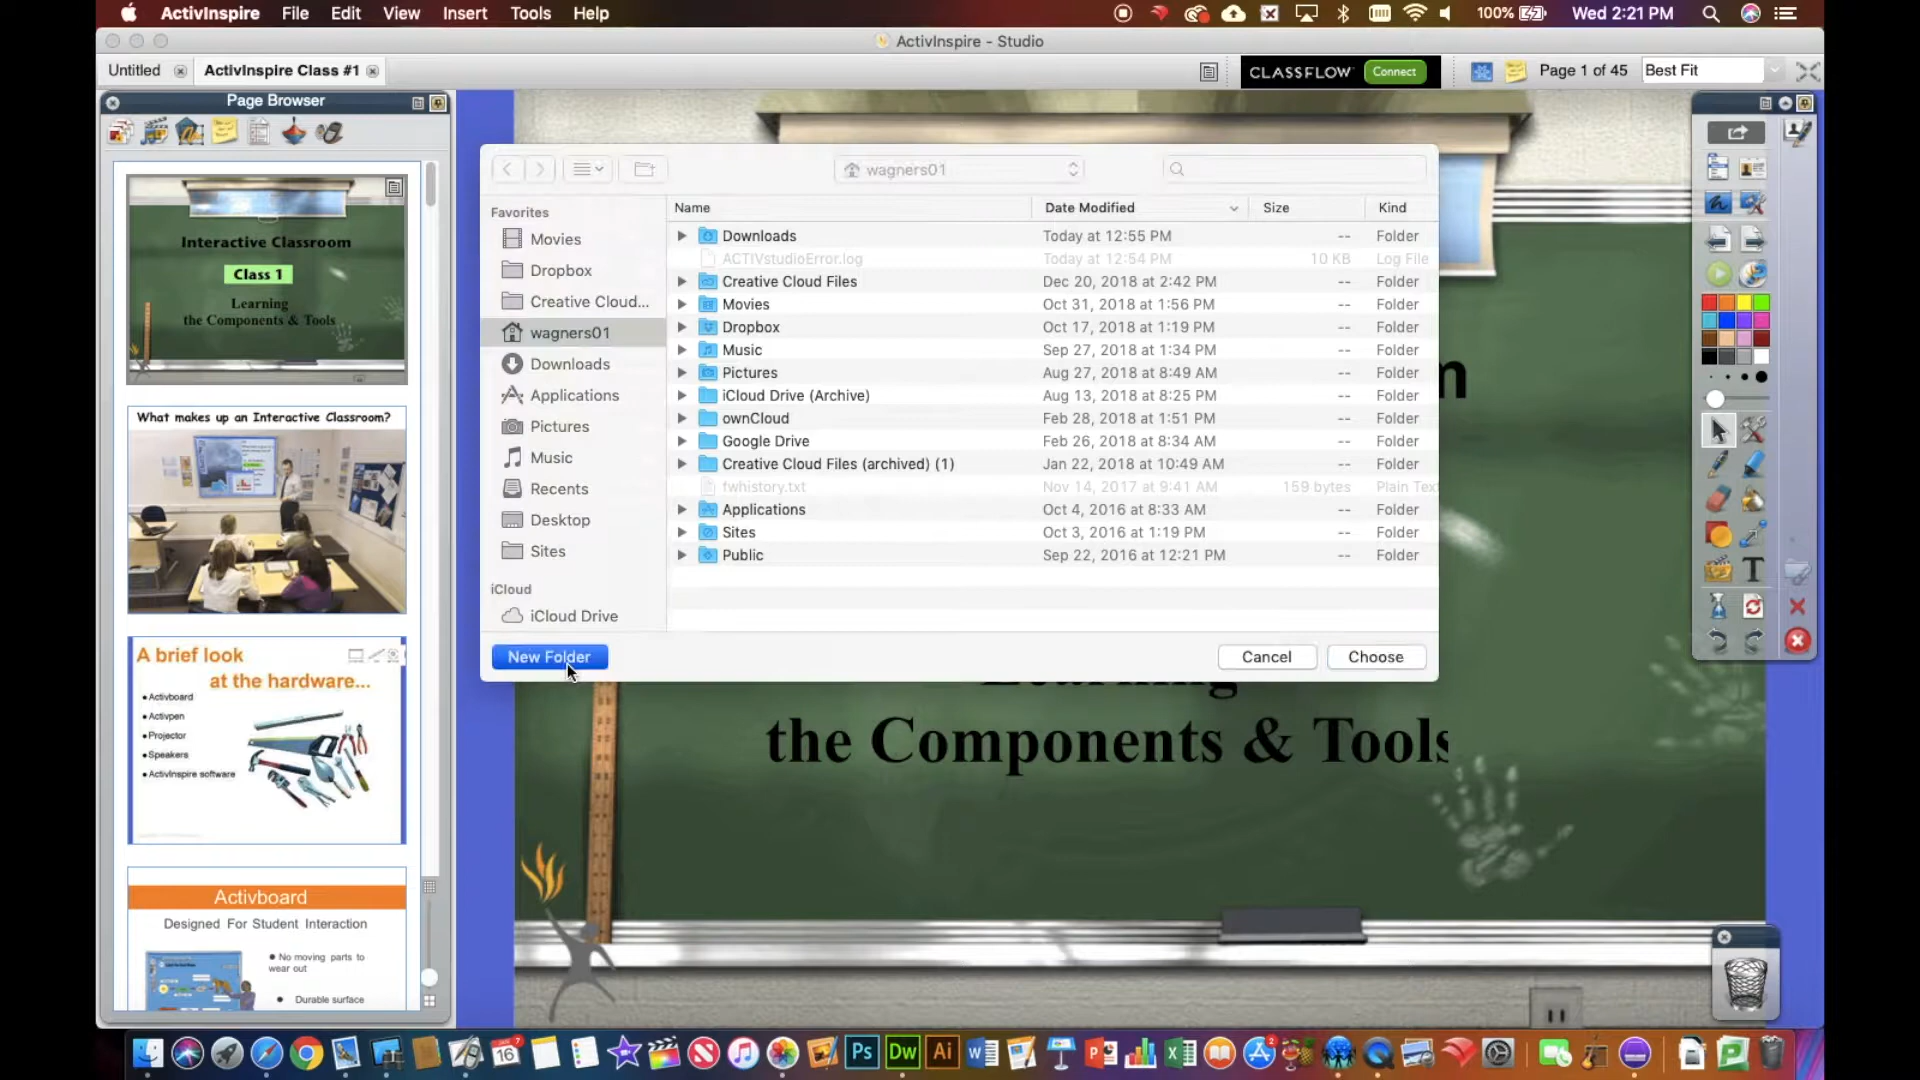 ActivInspire File Edit View Insert Tools Help 100% Wed 2:21 PM
ActivInspire - Studio
Untitled ActivInspire Class #1 CLASSFLOW Connect Page 1 of 45 Best Fit
Page Browser
Interactive Classroom
Class 1
Learning
the Components & Tools
What makes up an Interactive Classroom?
A brief look
at the hardware...
Activboard
Activpen
Projector
Speakers
ActivInspire software
Activboard
Designed For Student Interaction
No moving parts to
wear out
Durable surface
wagners01
Favorites
Movies
Dropbox
Creative Cloud...
wagners01
Downloads
Applications
Pictures
Music
Recents
Desktop
Sites
iCloud
iCloud Drive
Name Date Modified Size Kind
Downloads Today at 12:55 PM -- Folder
ACTIVstudioError.log Today at 12:54 PM 10 KB Log File
Creative Cloud Files Dec 20, 2018 at 2:42 PM -- Folder
Movies Oct 31, 2018 at 1:56 PM -- Folder
Dropbox Oct 17, 2018 at 1:19 PM -- Folder
Music Sep 27, 2018 at 1:34 PM -- Folder
Pictures Aug 27, 2018 at 8:49 AM -- Folder
iCloud Drive (Archive) Aug 13, 2018 at 8:25 PM -- Folder
ownCloud Feb 28, 2018 at 1:51 PM -- Folder
Google Drive Feb 26, 2018 at 8:34 AM -- Folder
Creative Cloud Files (archived) (1) Jan 22, 2018 at 10:49 AM -- Folder
fwhistory.txt Nov 14, 2017 at 9:41 AM 159 bytes Plain Text
Applications Oct 4, 2016 at 8:33 AM -- Folder
Sites Oct 3, 2016 at 1:19 PM -- Folder
Public Sep 22, 2016 at 12:21 PM -- Folder
New Folder Cancel Choose
m
Learning
the Components & Tools
T
16 Ps Dw Ai W P X 2 P